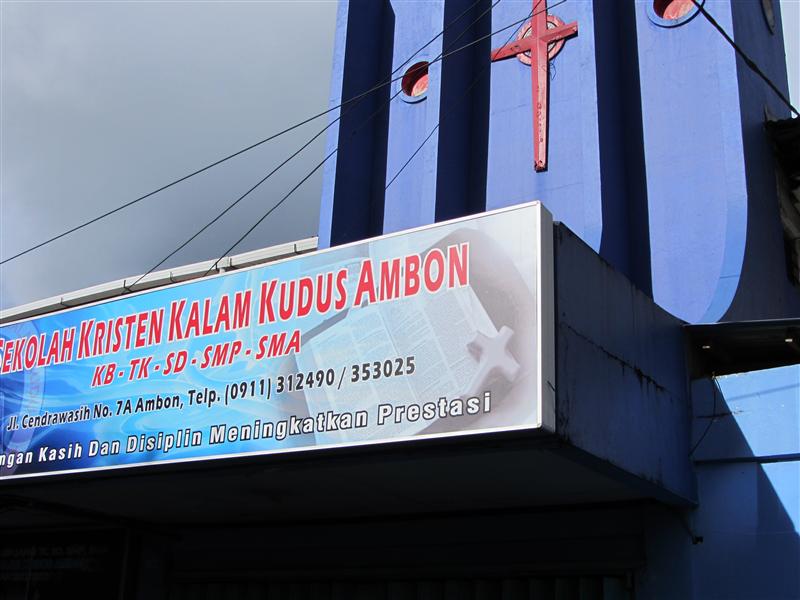 SEKOLAH KRISTEN KALAM KUDUS AMBON
KB - TK - SD - SMP - SMA
Jl. Cendrawasih No. 7A Ambon, Telp. (0911) 312490 / 353025
Kasih Dan Disiplin Meningkatkan Prestasi